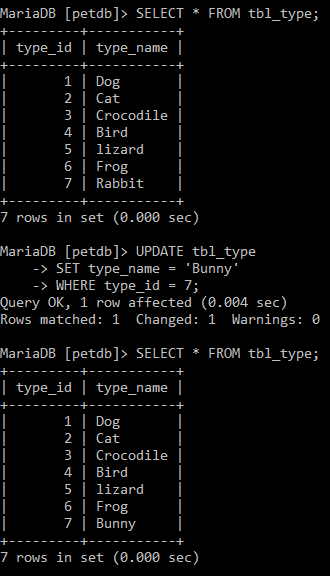 MariaDB [petdb]> SELECT * FROM tbl_type;
+---------+-----------+
| type_id | type_name |
+---------+-----------+
|       1 | Dog       |
|       2 | Cat       |
|       3 | Crocodile |
|       4 | Bird      |
|       5 | lizard    |
|       6 | Frog      |
|       7 | Rabbit    |
+---------+-----------+
7 rows in set (0.000 sec)

MariaDB [petdb]> UPDATE tbl_type
    -> SET type_name = 'Bunny'
    -> WHERE type_id = 7;
Query OK, 1 row affected (0.004 sec)
Rows matched: 1  Changed: 1  Warnings: 0

MariaDB [petdb]> SELECT * FROM tbl_type;
+---------+-----------+
| type_id | type_name |
+---------+-----------+
|       1 | Dog       |
|       2 | Cat       |
|       3 | Crocodile |
|       4 | Bird      |
|       5 | lizard    |
|       6 | Frog      |
|       7 | Bunny     |
+---------+-----------+
7 rows in set (0.000 sec)